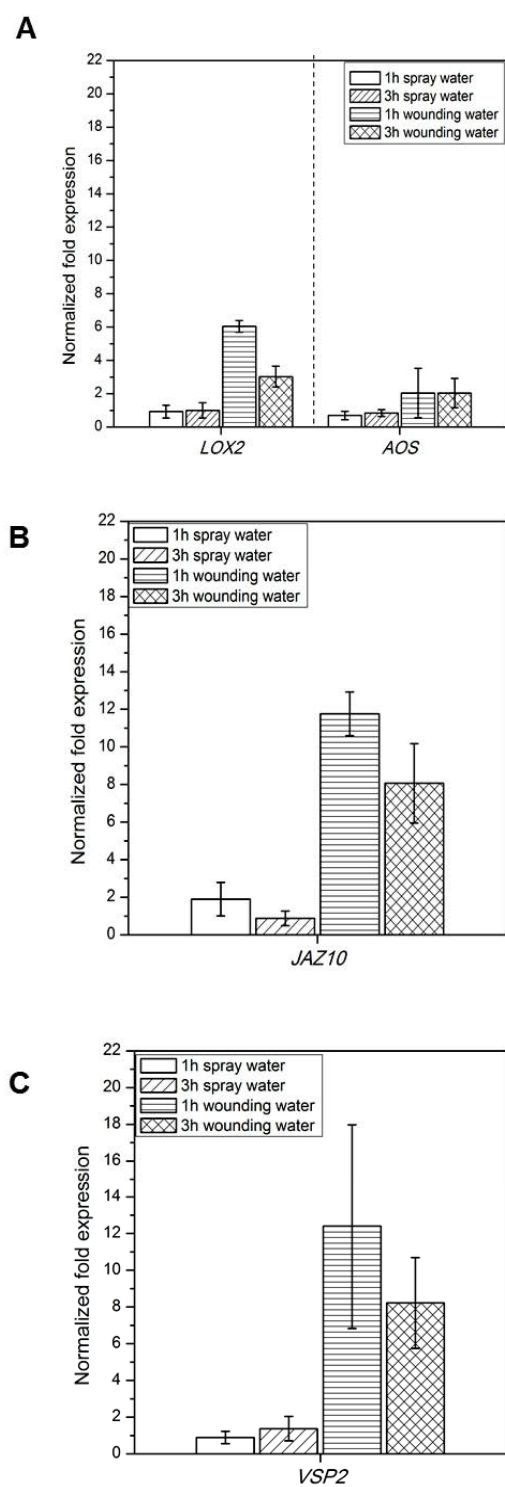 A
22
20
18
16
14
12
10
8
6
4
2
0
Normalized fold expression
1h spray water
3h spray water
1h wounding water
3h wounding water
LOX2
AOS
B
22
20
18
16
14
12
10
8
6
4
2
0
Normalized fold expression
1h spray water
3h spray water
1h wounding water
3h wounding water
JAZ10
C
22
20
18
16
14
12
10
8
6
4
2
0
Normalized fold expression
1h spray water
3h spray water
1h wounding water
3h wounding water
VSP2